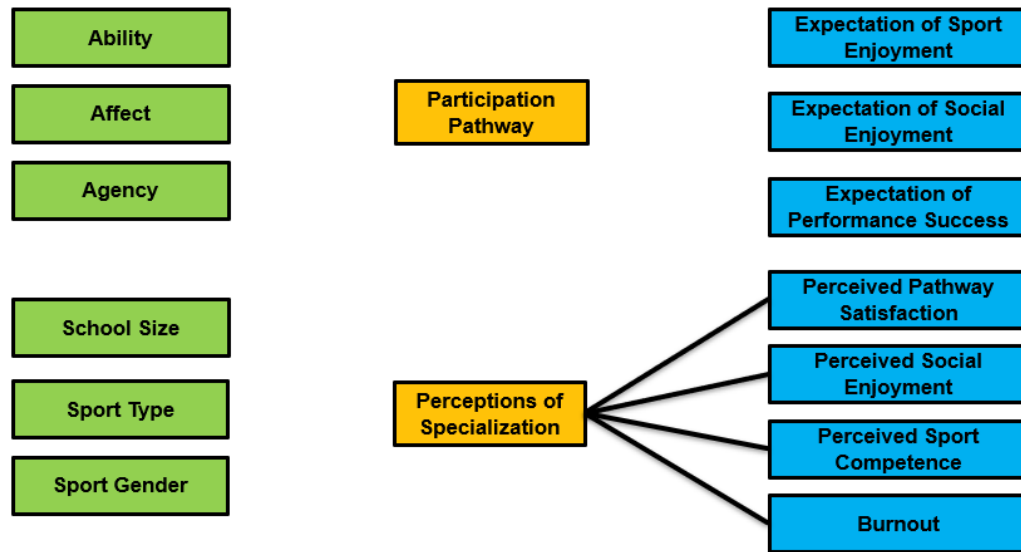 Ability
Affect
Agency
School Size
Sport Type
Sport Gender
Participation
Pathway
Perceptions of
Specialization
Expectation of Sport
Enjoyment
Expectation of Social
Enjoyment
Expectation of
Performance Success
Perceived Pathway
Satisfaction
Perceived Social
Enjoyment
Perceived Sport
Competence
Burnout